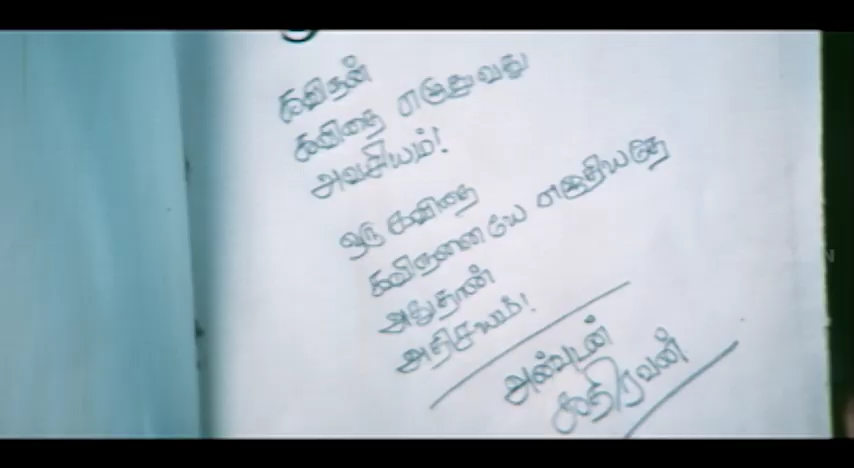 கவிஞன்
கவிதை எழுதுவது
அவசியம்!
ஒரு கவிதை
கவிஞனையே எழுதியதே
அதுதான்
அதிசயம்!
அன்புடன்
கதிரவன்